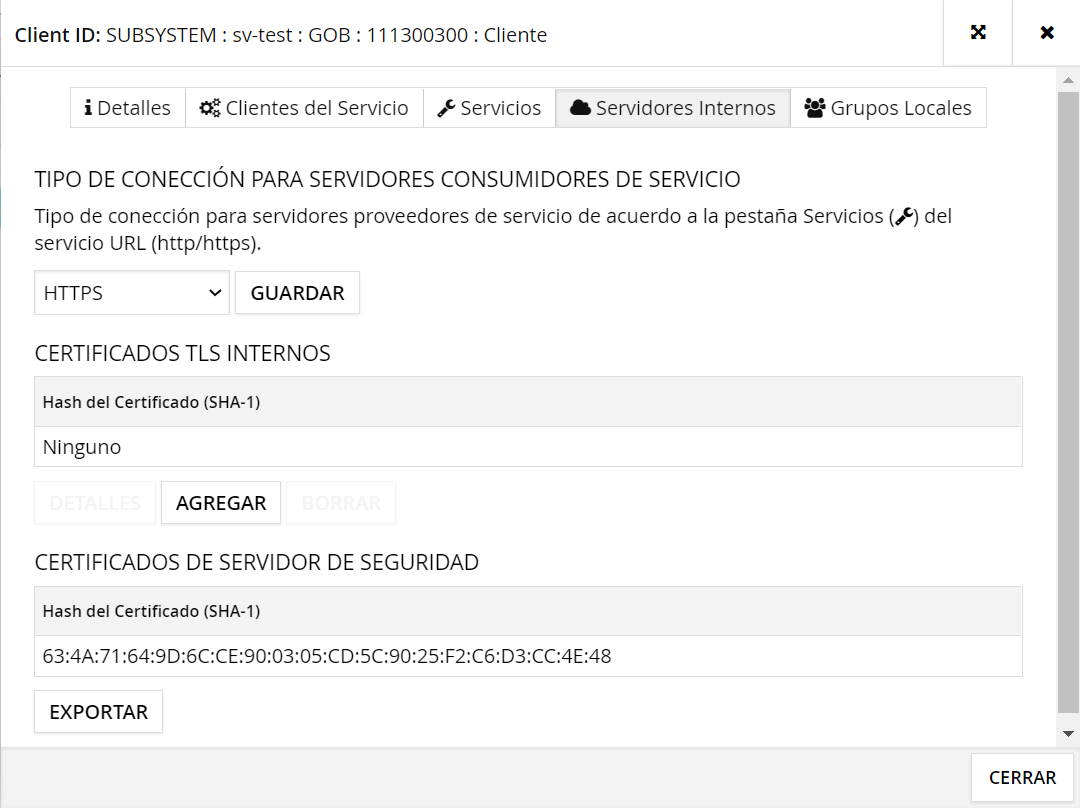 Client ID: SUBSYSTEM : sv-test : GOB : 111300300 : Cliente
Detalles Clientes del Servicio Servicios Servidores Internos Grupos Locales
TIPO DE CONECCIÓN PARA SERVIDORES CONSUMIDORES DE SERVICIO
Tipo de conección para servidores proveedores de servicio de acuerdo a la pestaña Servicios () del
servicio URL (http/https).
HTTPS GUARDAR
CERTIFICADOS TLS INTERNOS
Hash del Certificado (SHA-1)
Ninguno
DETALLES AGREGAR BORRAR
CERTIFICADOS DE SERVIDOR DE SEGURIDAD
Hash del Certificado (SHA-1)
63:4A:71:64:9D:6C:CE:90:03:05:CD:5C:90:25:F2:C6:D3:CC:4E:48
EXPORTAR
CERRAR